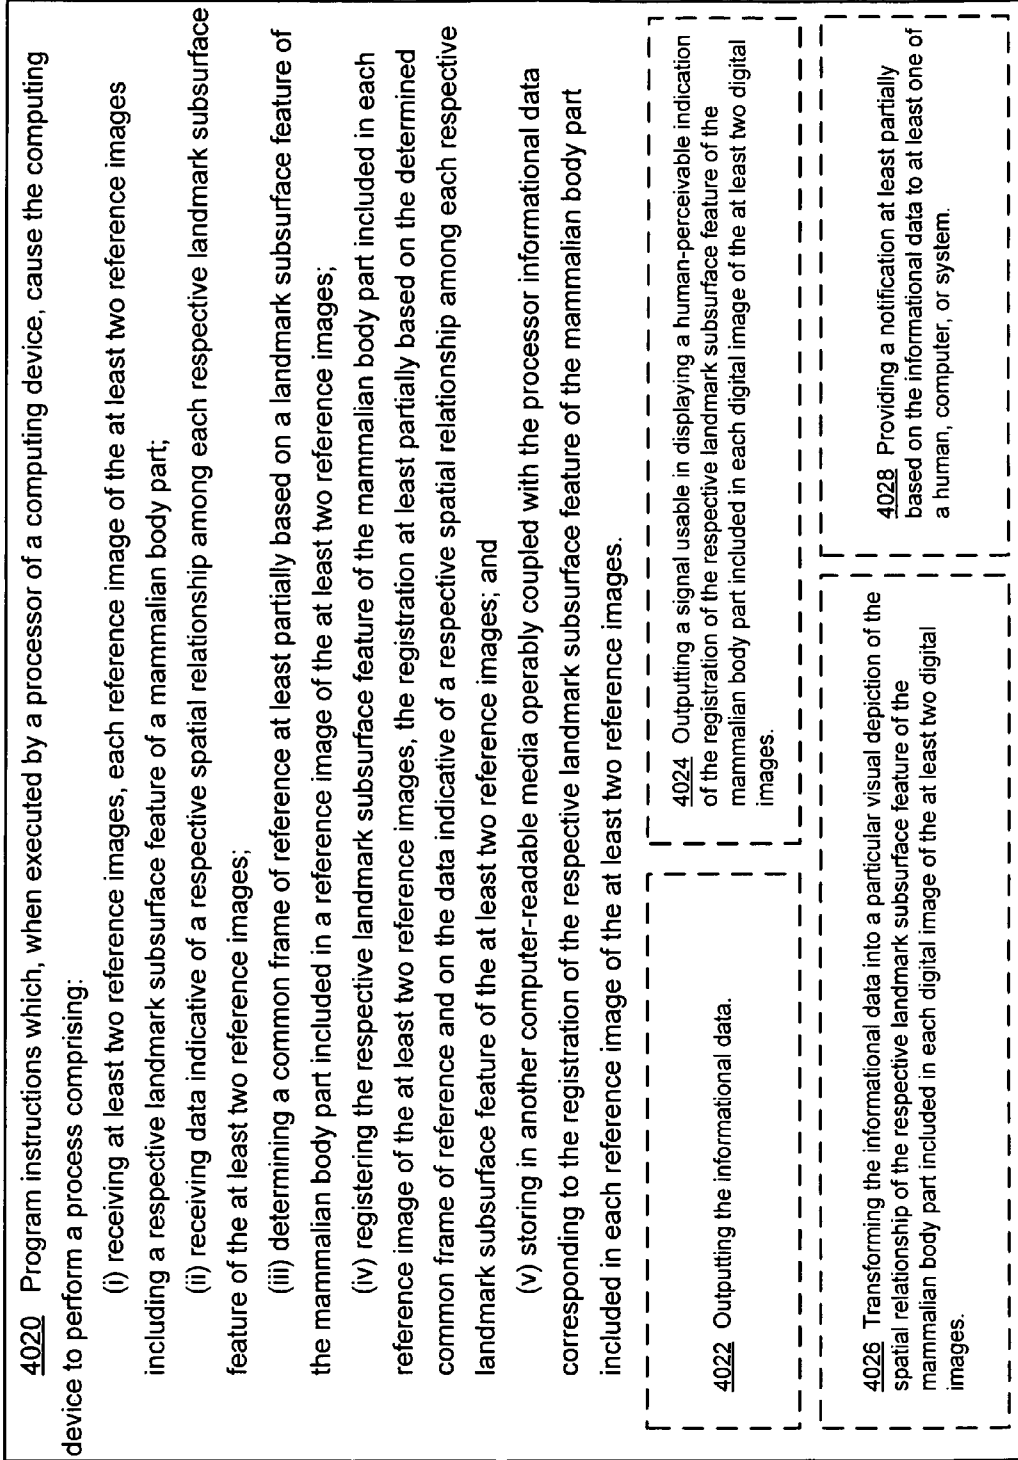 4020 Program instructions which, when executed by a processor of a computing device, cause the computing
device to perform a process comprising:
(i) receiving at least two reference images, each reference image of the at least two reference images
including a respective landmark subsurface feature of a mammalian body part;
(ii) receiving data indicative of a respective spatial relationship among each respective landmark subsurface
feature of the at least two reference images;
(iii) determining a common frame of reference at least partially based on a landmark subsurface feature of
the mammalian body part included in a reference image of the at least two reference images;
(iv) registering the respective landmark subsurface feature of the mammalian body part included in each
reference image of the at least two reference images, the registration at least partially based on the determined
common frame of reference and on the data indicative of a respective spatial relationship among each respective
landmark subsurface feature of the at least two reference images; and
(v) storing in another computer-readable media operably coupled with the processor informational data
corresponding to the registration of the respective landmark subsurface feature of the mammalian body part
included in each reference image of the at least two reference images.
4022 Outputting the informational data.
4024 Outputting a signal usable in displaying a human-perceivable indication
of the registration of the respective landmark subsurface feature of the
mammalian body part included in each digital image of the at least two digital
images.
4026 Transforming the informational data into a particular visual depiction of the
spatial relationship of the respective landmark subsurface feature of the
mammalian body part included in each digital image of the at least two digital
images.
4028 Providing a notification at least partially
based on the informational data to at least one of
a human, computer, or system.